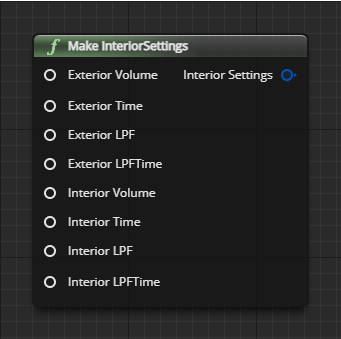 f Make InteriorSettings
Exterior Volume Interior Settings
Exterior Time
Exterior LPF
Exterior LPFTime
Interior Volume
Interior Time
Interior LPF
Interior LPFTime